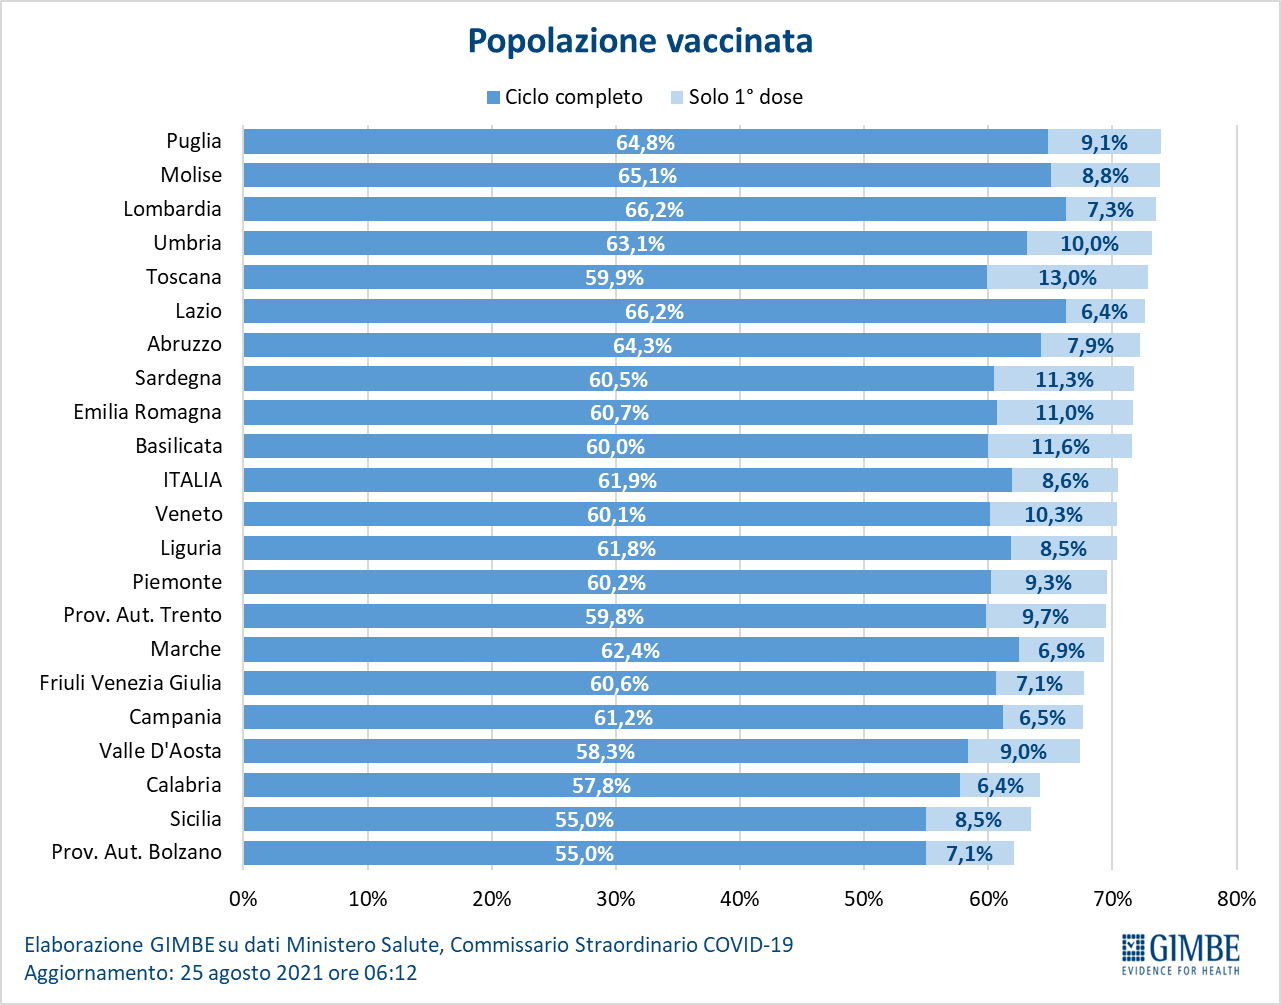 Popolazione vaccinata
Ciclo completo Solo 1° dose
Puglia 64,8% 9,1%
Molise 65,1% 8,8%
Lombardia 66,2% 7,3%
Umbria 63,1% 10,0%
Toscana 59,9% 13,0%
Lazio 66,2% 6,4%
Abruzzo 64,3% 7,9%
Sardegna 60,5% 11,3%
Emilia Romagna 60,7% 11,0%
Basilicata 60,0% 11,6%
ITALIA 61,9% 8,6%
Veneto 60,1% 10,3%
Liguria 61,8% 8,5%
Piemonte 60,2% 9,3%
Prov. Aut. Trento 59,8% 9,7%
Marche 62,4% 6,9%
Friuli Venezia Giulia 60,6% 7,1%
Campania 61,2% 6,5%
Valle D'Aosta 58,3% 9,0%
Calabria 57,8% 6,4%
Sicilia 55,0% 8,5%
Prov. Aut. Bolzano 55,0% 7,1%
0% 10% 20% 30% 40% 50% 60% 70% 80%
Elaborazione GIMBE su dati Ministero Salute, Commissario Straordinario COVID-19
Aggiornamento: 25 agosto 2021 ore 06:12
GIMBE
EVIDENCE FOR HEALTH